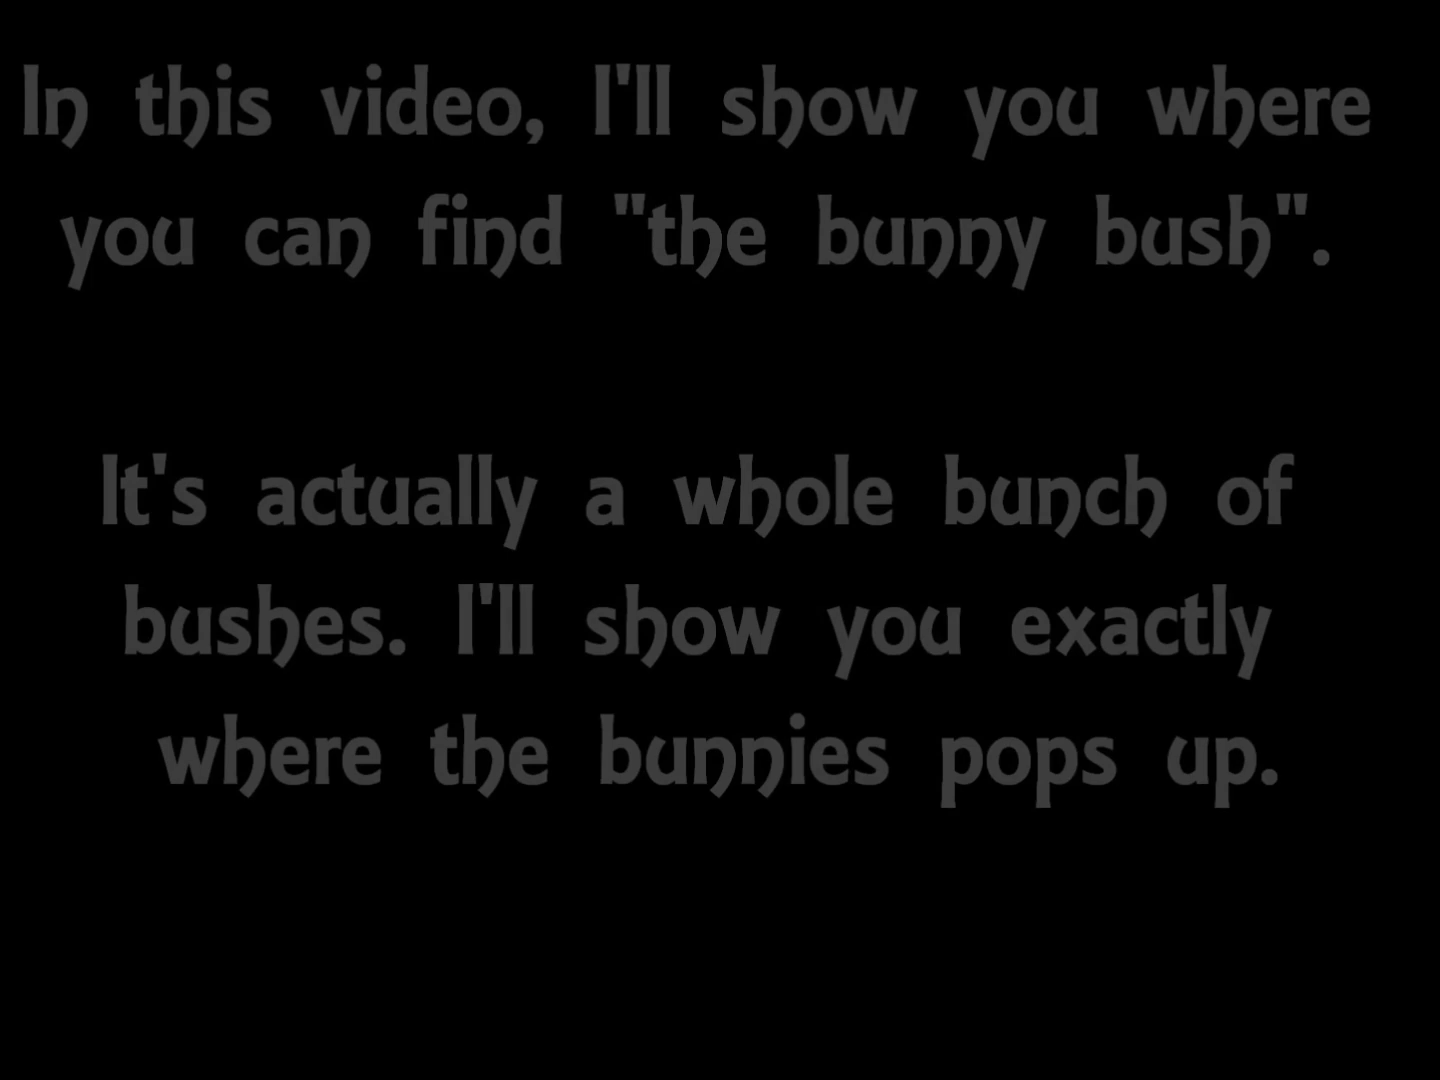 In this video, I'll show you where
you can find "the bunny bush".
It's actually a whole bunch of
bushes. I'll show you exactly
where the bunnies pops up.